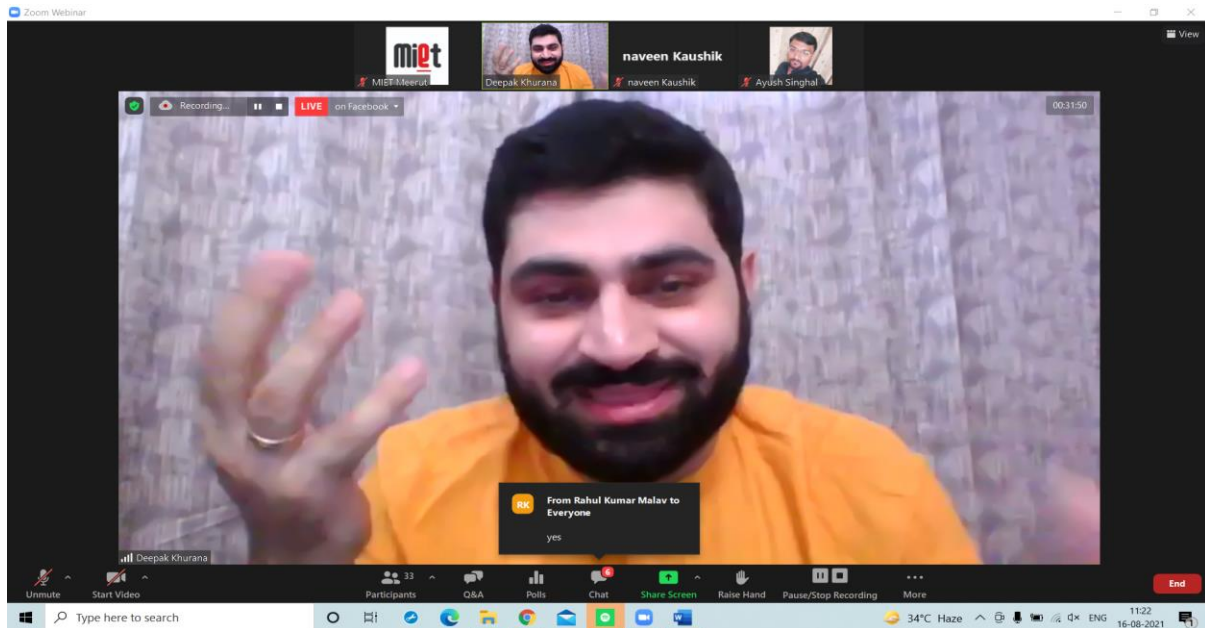 Zoom Webinar
View
miet
naveen Kaushik
MIET Meerut
Deepak Khurana
naveen Kaushik
Ayush Singhal
Recording...
LIVE on Facebook
00:31:50
RK
From Rahul Kumar Malav to
Everyone
yes
Deepak Khurana
33
6
Unmute
Start Video
Participants
Q&A
Polls
Chat
Share Screen
Raise Hand
Pause/Stop Recording
More
End
Type here to search
34°C Haze
ENG
11:22
16-08-2021